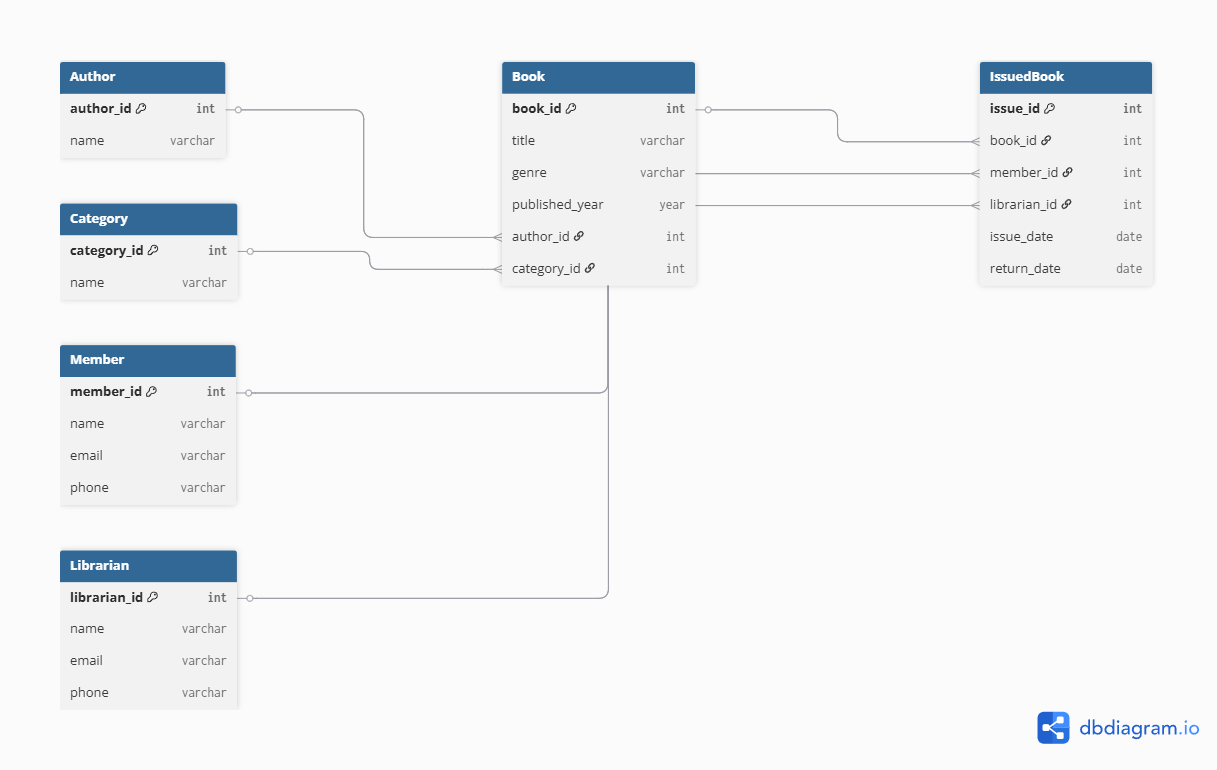 Author
author_id int
name varchar
Category
category_id int
name varchar
Member
member_id int
name varchar
email varchar
phone varchar
Librarian
librarian_id int
name varchar
email varchar
phone varchar
Book
book_id int
title varchar
genre varchar
published_year year
author_id int
category_id int
IssuedBook
issue_id int
book_id int
member_id int
librarian_id int
issue_date date
return_date date
dbdiagram.io